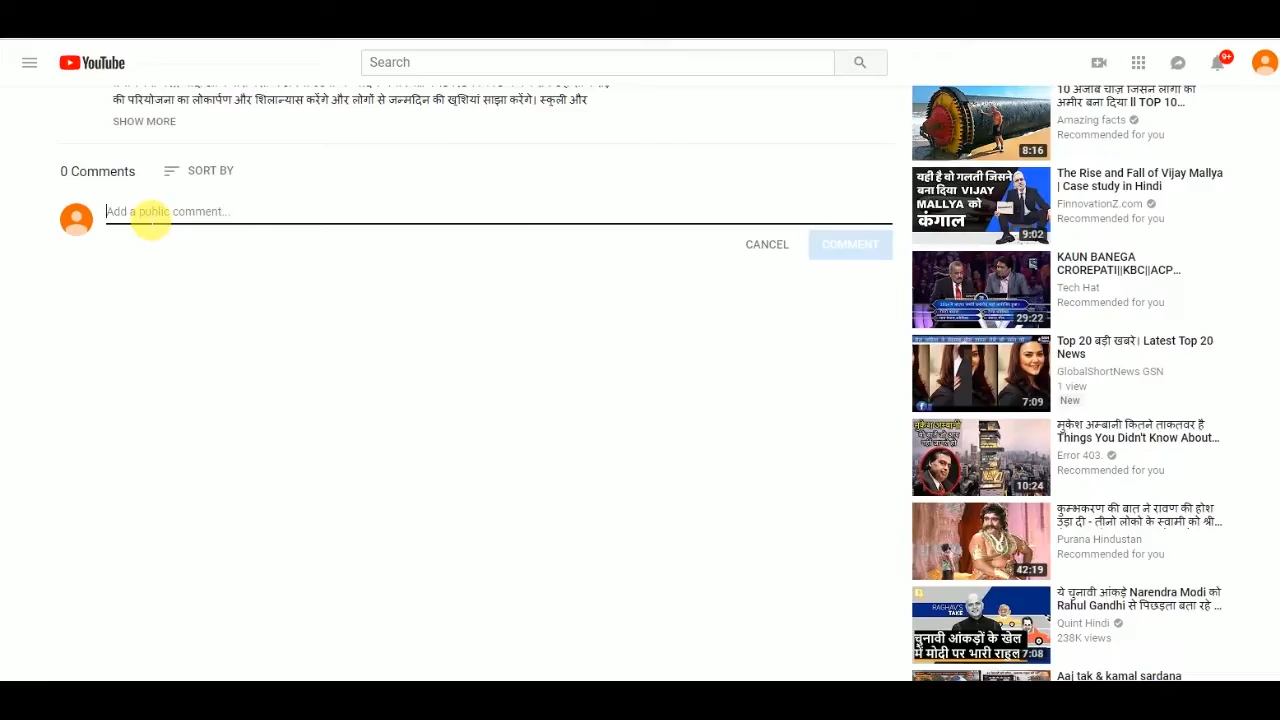 YouTube
Search
9+
की परियोजना का लोकार्पण और शिलान्यास करेंगे और लोगों से जन्मदिन की खुशियां साझा करेंगे। स्कूली और
SHOW MORE
0 Comments
SORT BY
Add a public comment...
CANCEL
COMMENT
8:16
अमीर बना दिया ll TOP 10...
Amazing facts
Recommended for you
यही है वो गलती जिसने
बना दिया VIJAY
MALLYA को
कंगाल
9:02
The Rise and Fall of Vijay Mallya
| Case study in Hindi
FinnovationZ.com
Recommended for you
29:22
KAUN BANEGA
CROREPATI||KBC||ACP...
Tech Hat
Recommended for you
7:09
Top 20 बड़ी खबरे। Latest Top 20
News
GlobalShortNews GSN
1 view
New
मुकेश अम्बानी
10:24
मुकेश अम्बानी कितने ताकतवर है
Things You Didn't Know About...
Error 403.
Recommended for you
42:19
कुम्भकरण की बात ने रावण की होश
उड़ा दी - तीनो लोको के स्वामी को श्री...
Purana Hindustan
Recommended for you
RAGHAV'S
TAKE
चुनावी आंकड़ों के खेल
में मोदी पर भारी राहुल
7:08
ये चुनावी आंकड़ें Narendra Modi को
Rahul Gandhi से पिछड़ता बता रहे ...
Quint Hindi
238K views
Aaj tak & kamal sardana